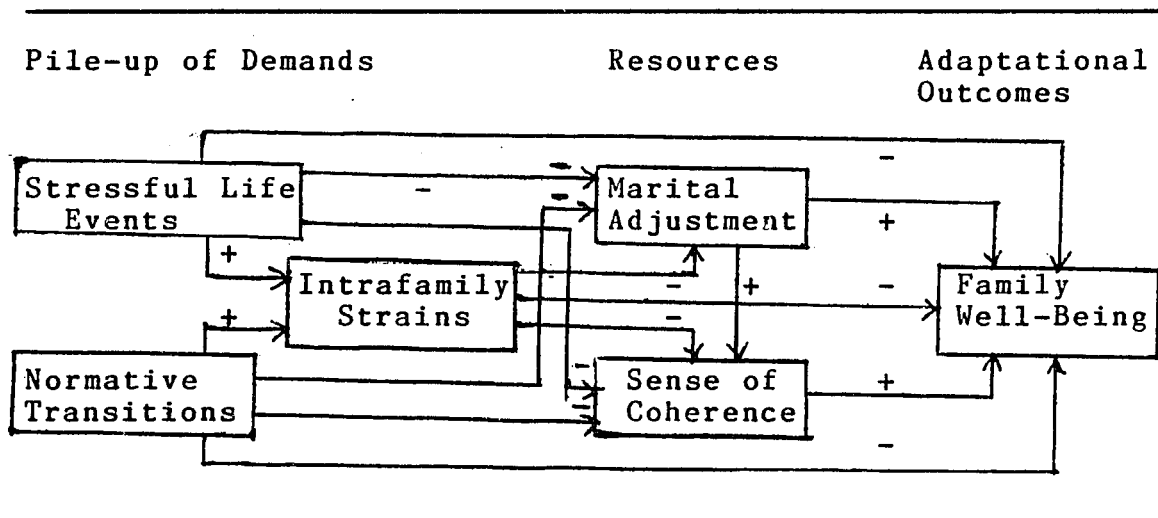 Pile-up of Demands
Resources
Adaptational
Outcomes
Stressful Life
Events
Marital
Adjustment
Intrafamily
Strains
Family
Well-Being
Normative
Transitions
Sense of
Coherence
-
-
-
-
+
+
+
-
-
+
-
-
-
-
+
-